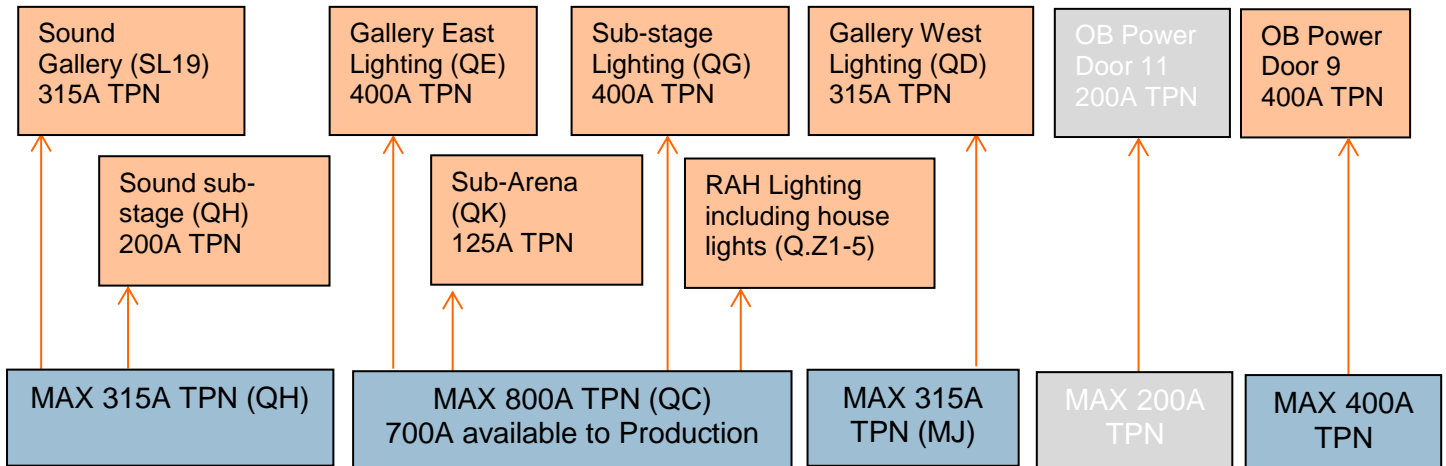 Sound
Gallery (SL19)
315A TPN
Gallery East
Lighting (QE)
400A TPN
Sub-stage
Lighting (QG)
400A TPN
Gallery West
Lighting (QD)
315A TPN
OB Power
Door 11
200A TPN
OB Power
Door 9
400A TPN
Sound sub-
stage (QH)
200A TPN
Sub-Arena
(QK)
125A TPN
RAH Lighting
including house
lights (Q.Z1-5)
MAX 315A TPN (QH)
MAX 800A TPN (QC)
700A available to Production
MAX 315A
TPN (MJ)
MAX 200A
TPN
MAX 400A
TPN